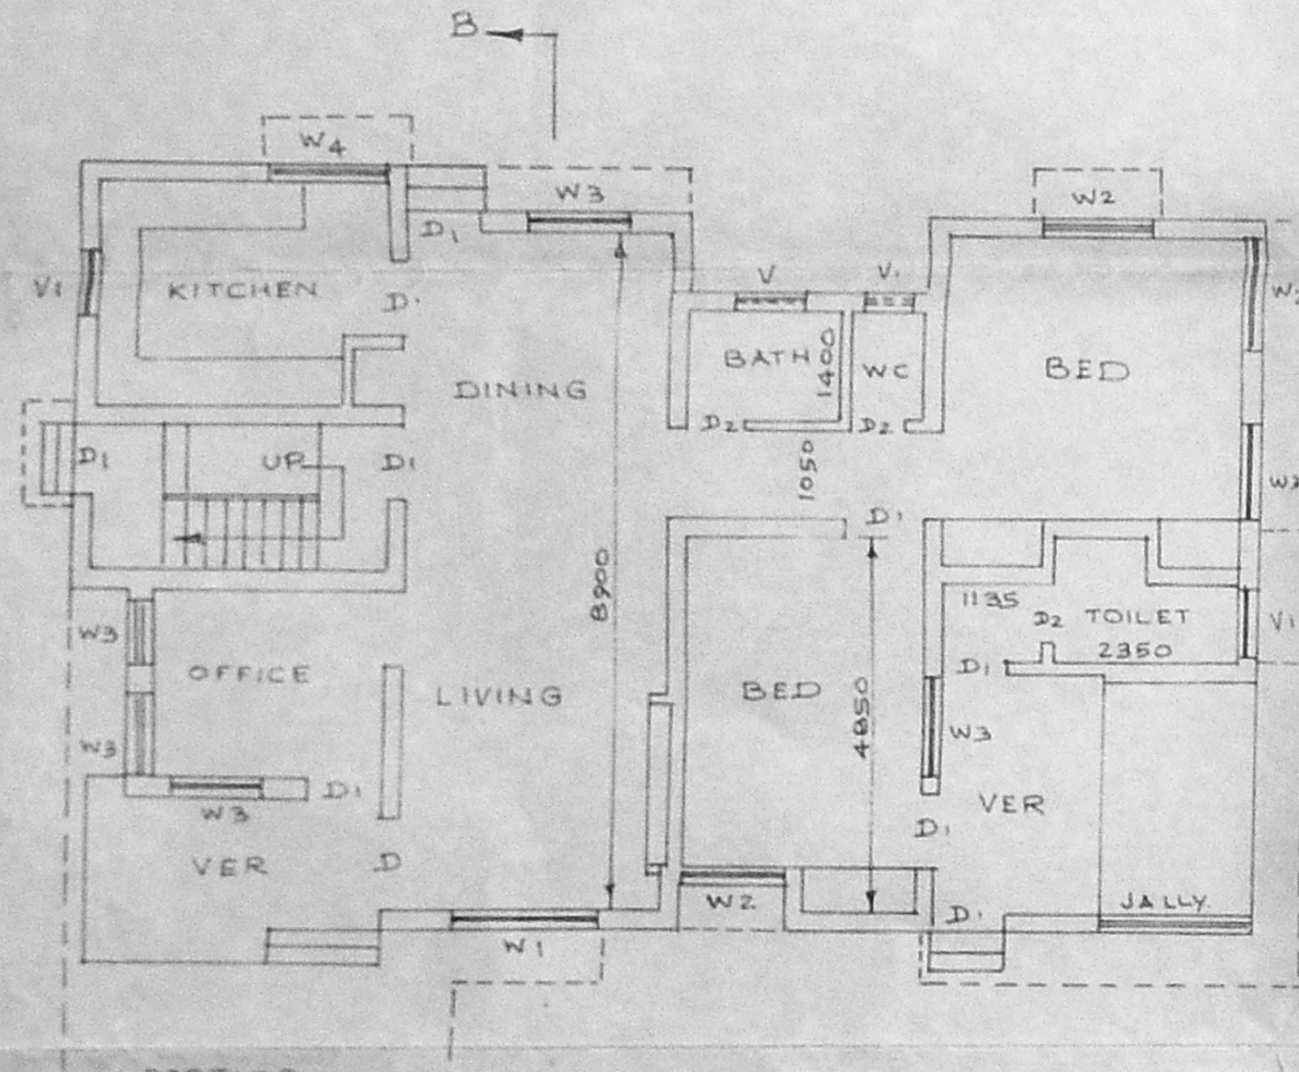 B
W4
W3
W2
D1
V1
KITCHEN
D1
V
V1
BATH
1400
WC
BED
DINING
D2
D2
D1
UP
D1
1050
D1
8900
1135
D2
TOILET
V1
2350
W3
OFFICE
LIVING
BED
4850
D1
W3
W3
W3
D1
VER
VER
D
D1
W2
JALLY
D1
W1